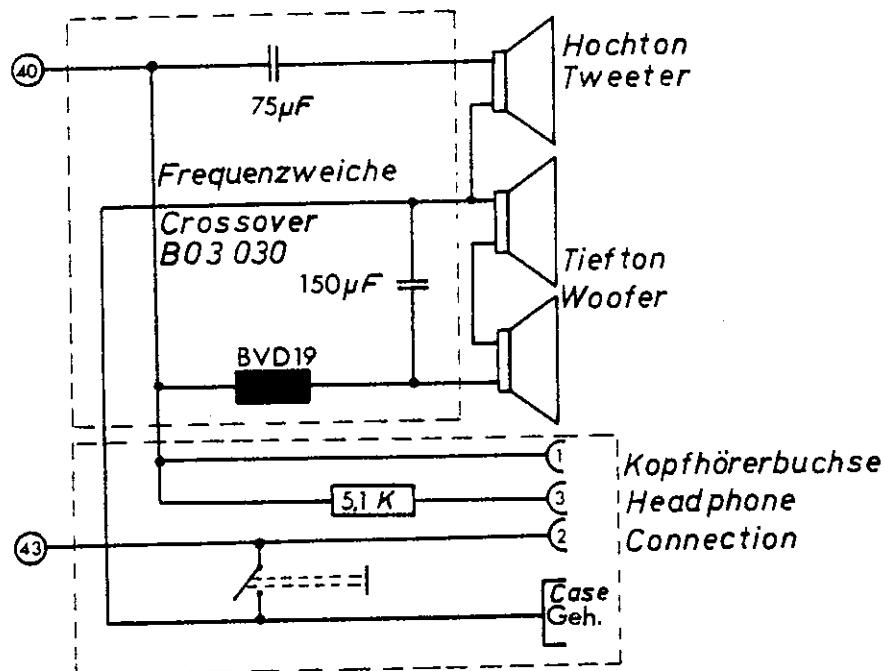 Hochton
Tweeter
40
75µF
Frequenzweiche
Crossover
B03 030
150µF
Tiefton
Woofer
BVD19
1
Kopfhörerbuchse
5,1 K
3
Headphone
43
2
Connection
Case
Geh.